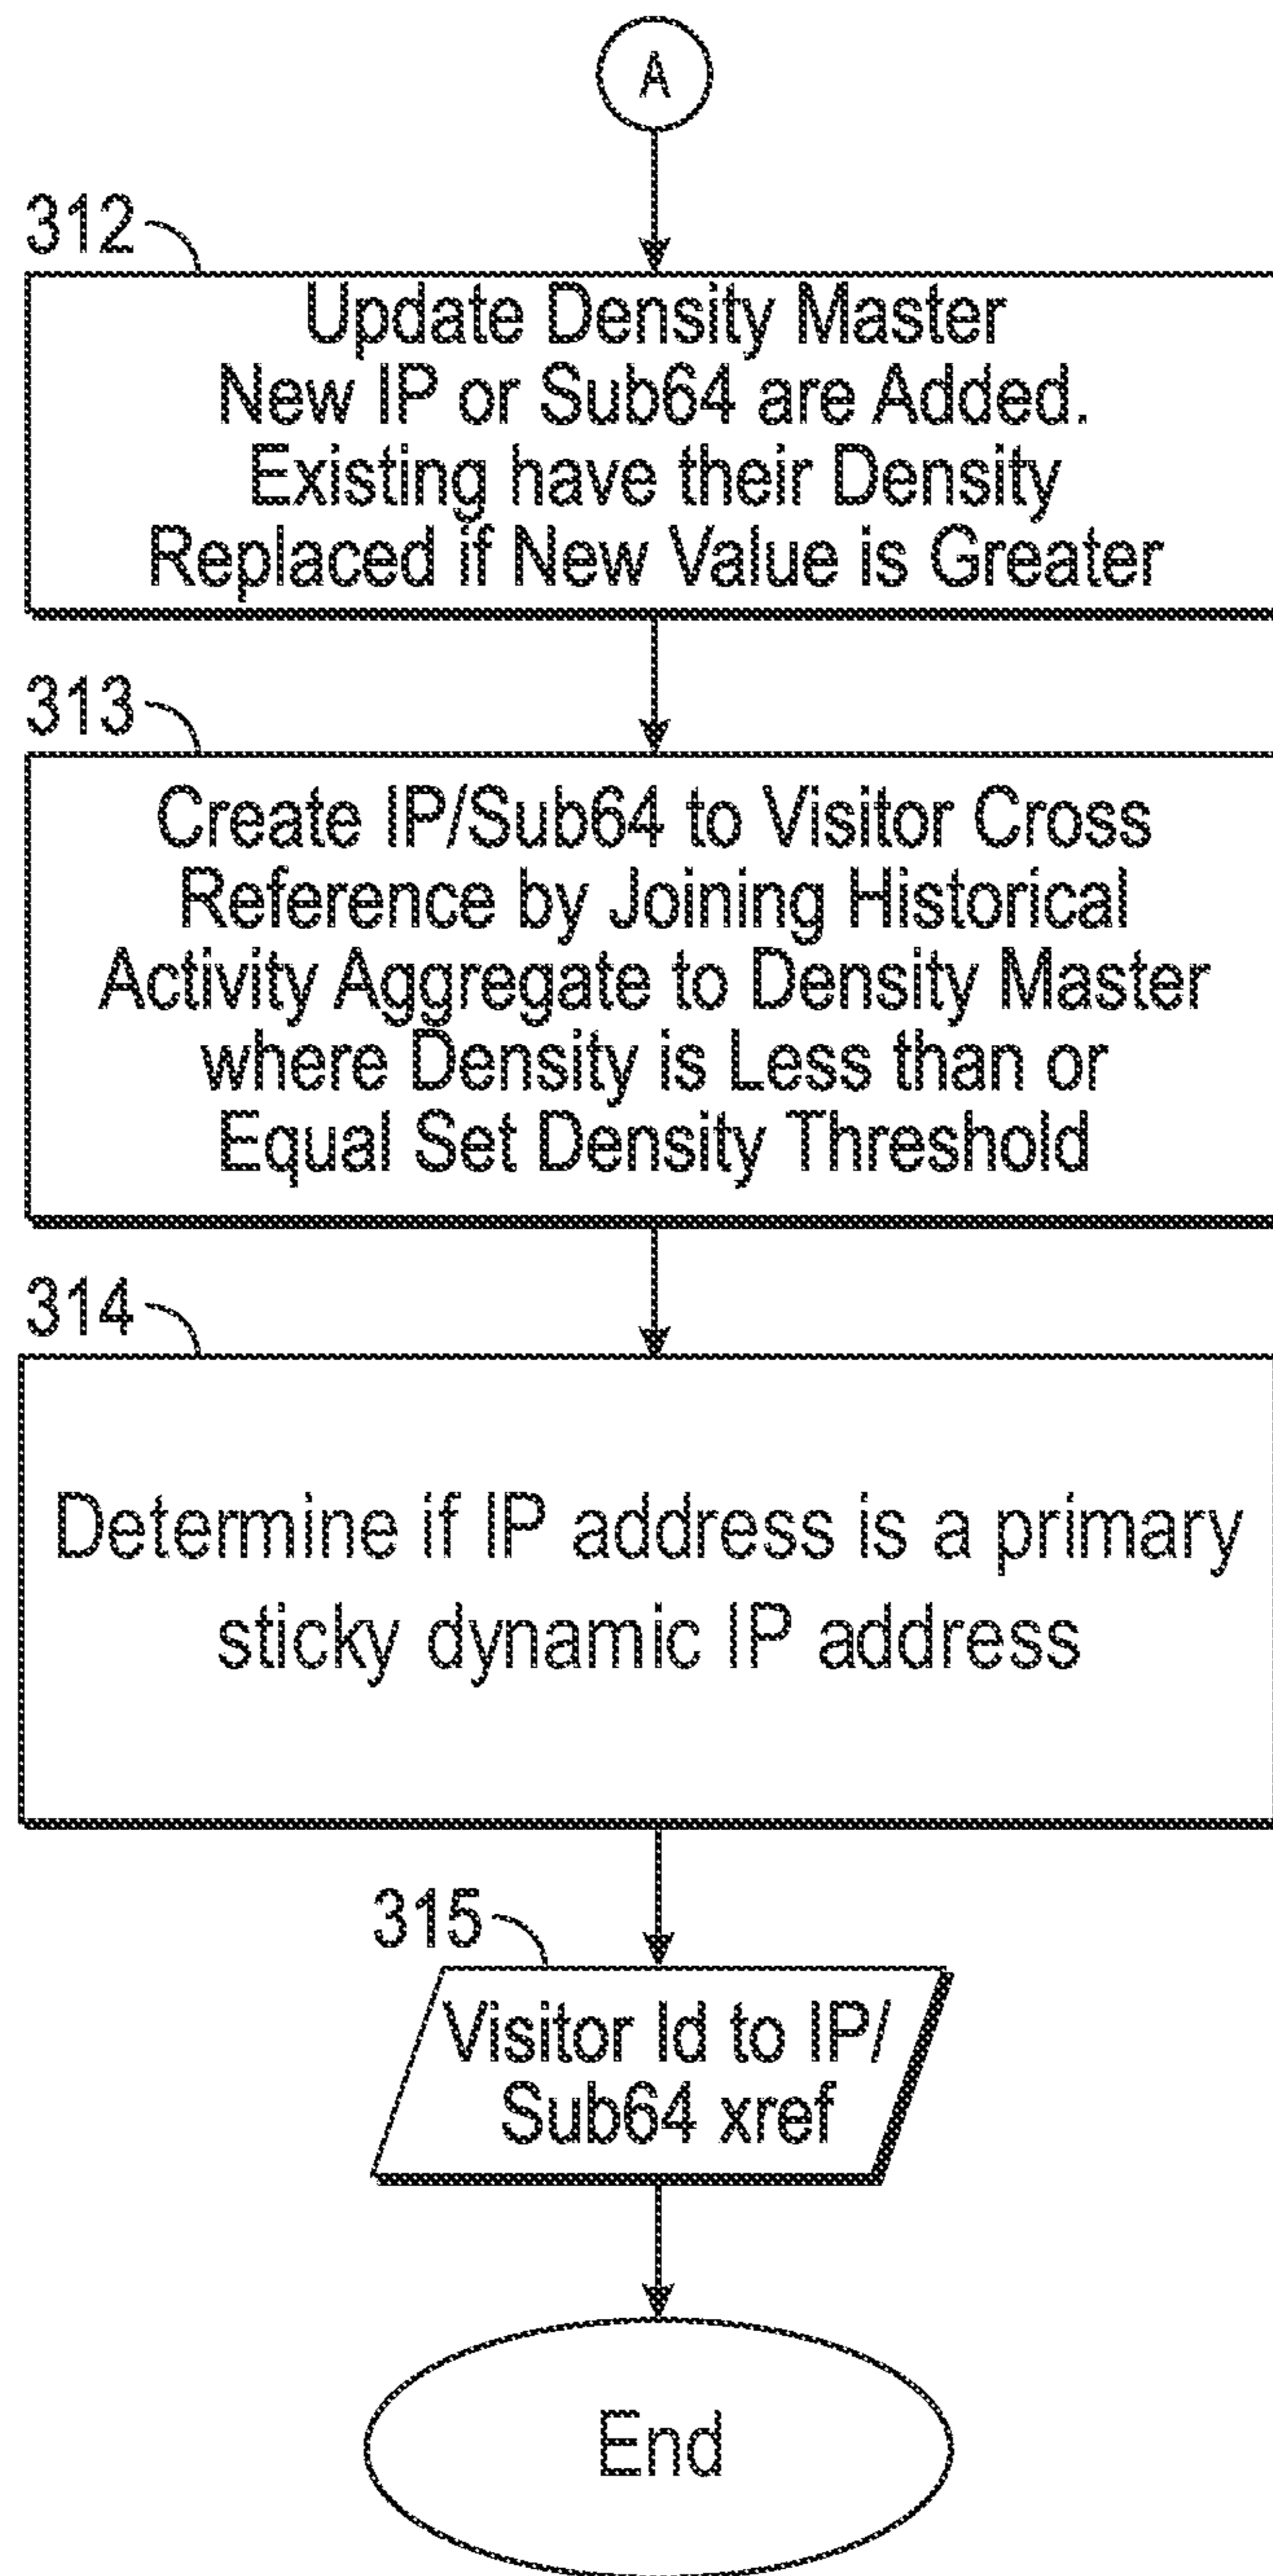 A
312
Update Density Master
New IP or Sub64 are Added.
Existing have their Density
Replaced if New Value is Greater
313
Create IP/Sub64 to Visitor Cross
Reference by Joining Historical
Activity Aggregate to Density Master
where Density is Less than or
Equal Set Density Threshold
314
Determine if IP address is a primary
sticky dynamic IP address
315
Visitor Id to IP/
Sub64 xref
End